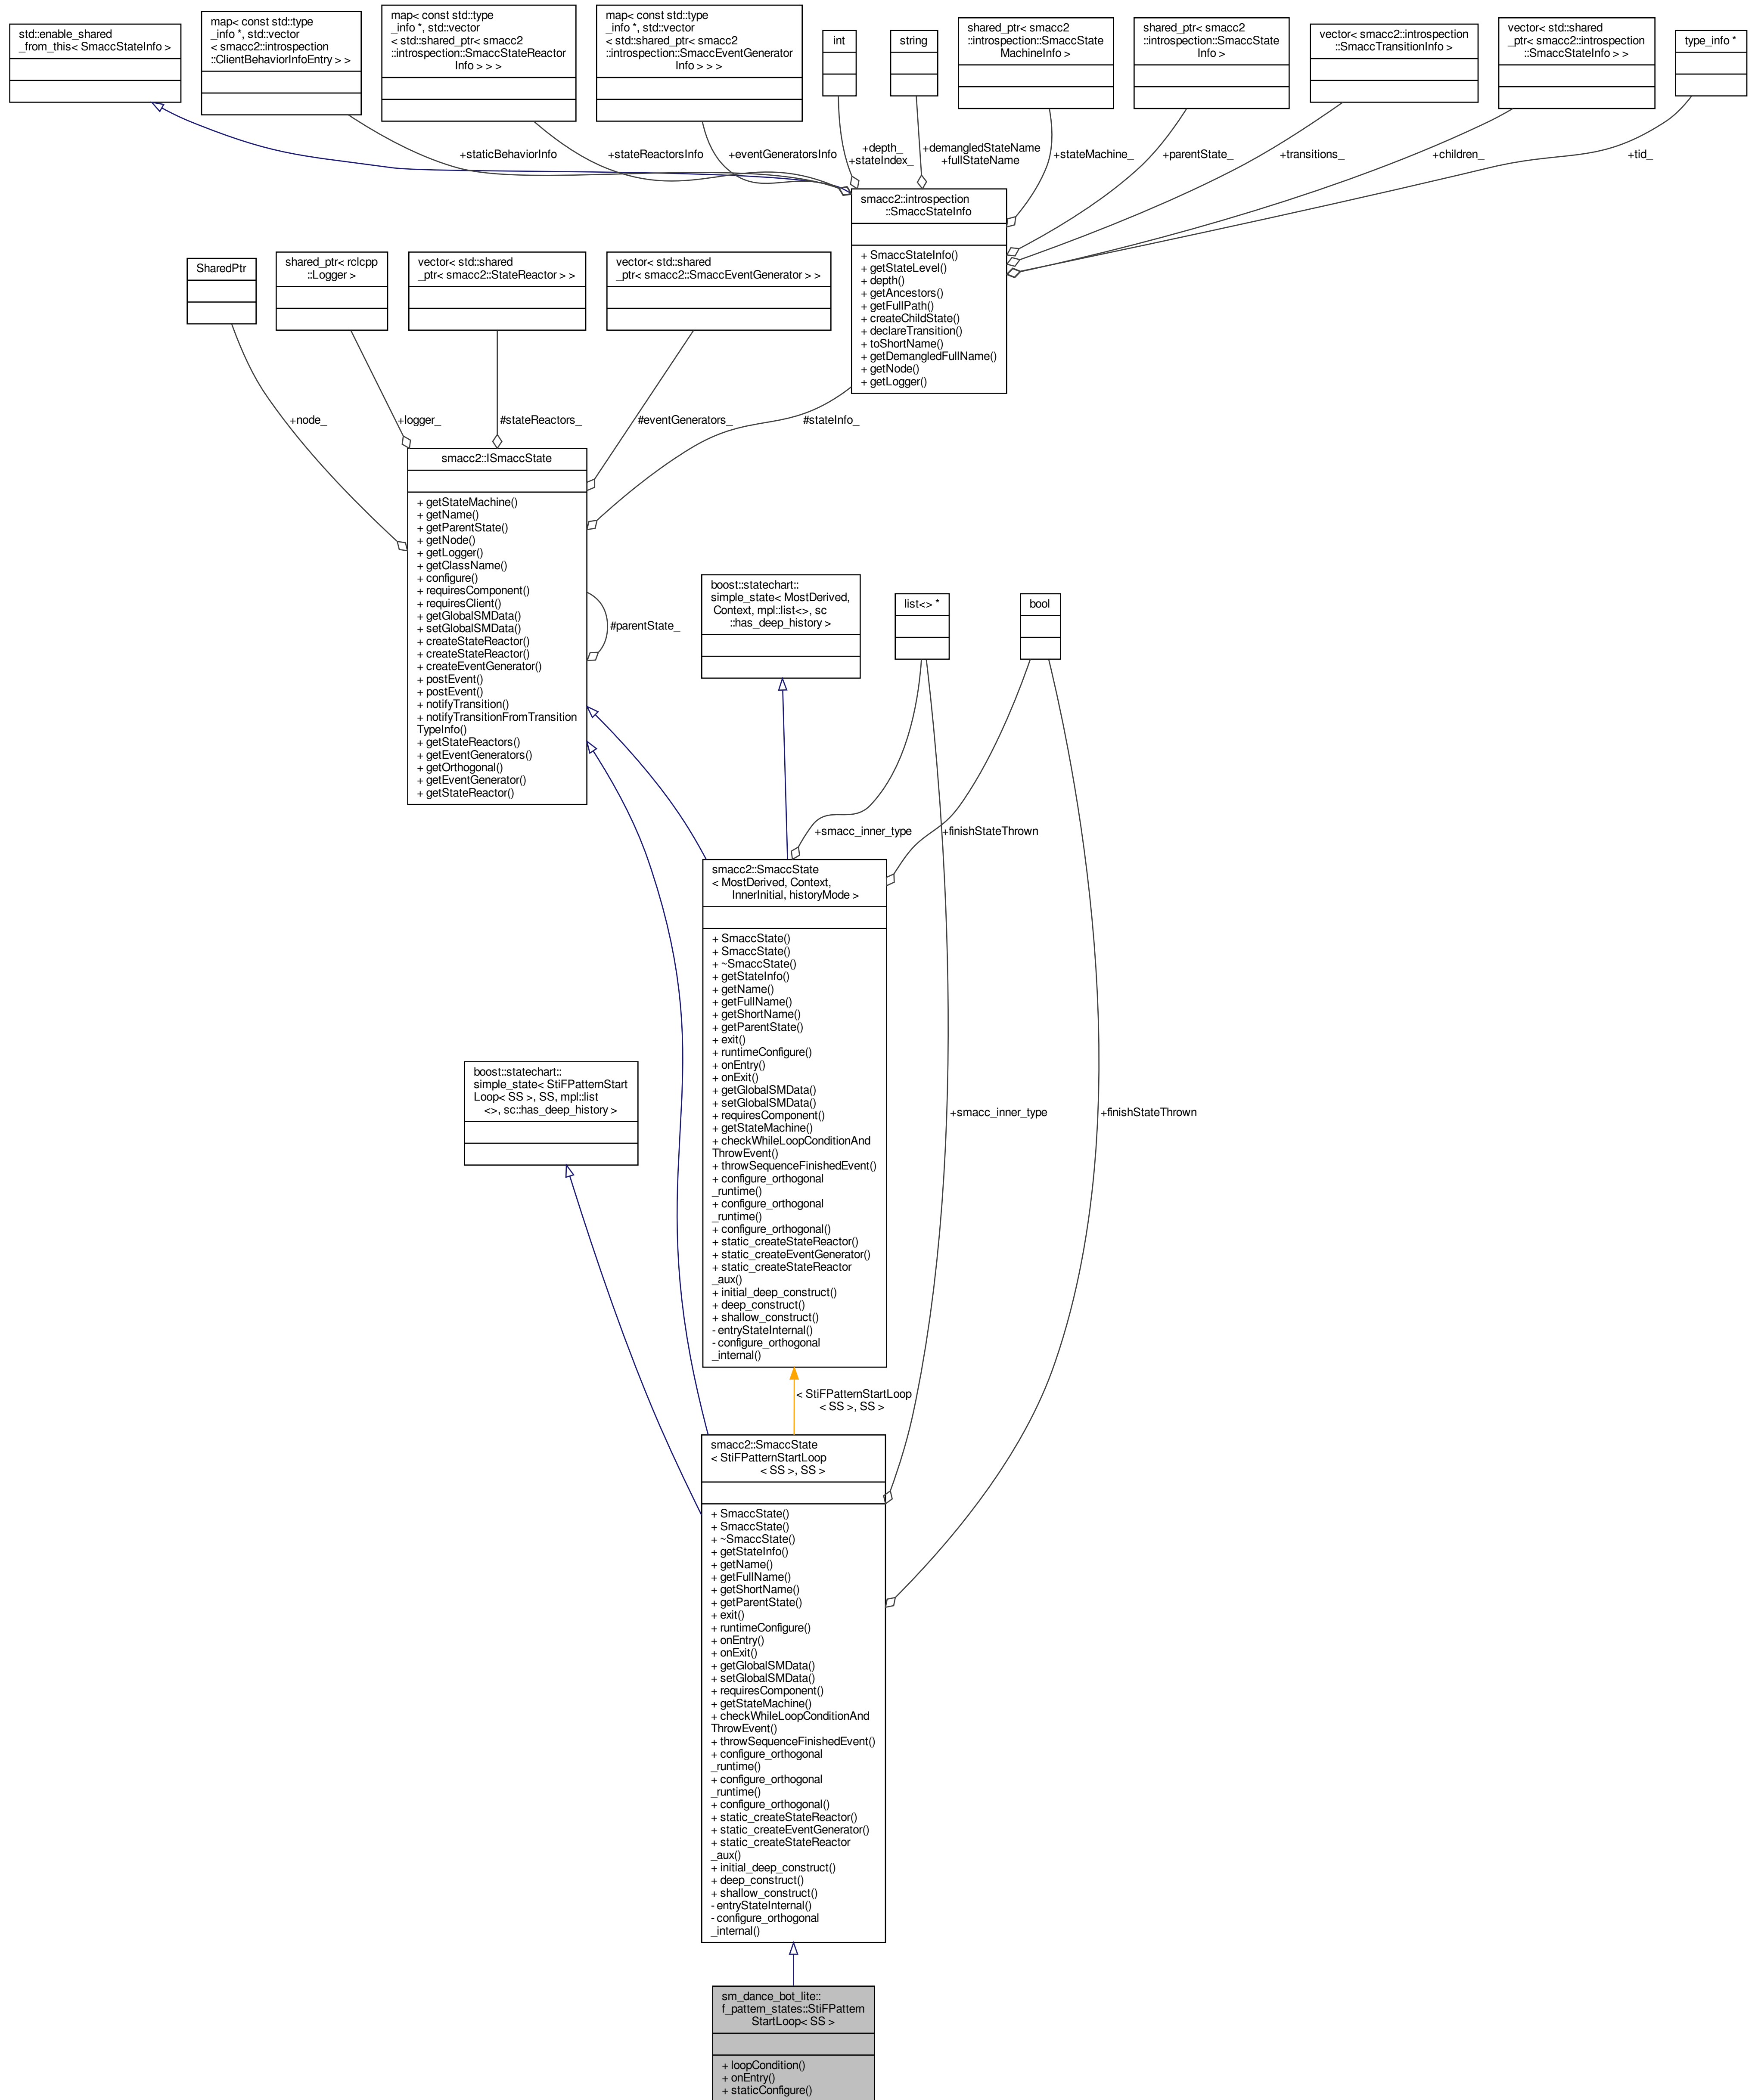 std::enable_shared
_from_this< SmaccStateInfo >
map< const std::type
_info *, std::vector
< smacc2::introspection
::ClientBehaviorInfoEntry > >
map< const std::type
_info *, std::vector
< std::shared_ptr< smacc2
::introspection::SmaccStateReactor
Info > > >
map< const std::type
_info *, std::vector
< std::shared_ptr< smacc2
::introspection::SmaccEventGenerator
Info > > >
int
string
shared_ptr< smacc2
::introspection::SmaccState
MachineInfo >
shared_ptr< smacc2
::introspection::SmaccState
Info >
vector< smacc2::introspection
::SmaccTransitionInfo >
vector< std::shared
_ptr< smacc2::introspection
::SmaccStateInfo > >
type_info *
+staticBehaviorInfo
+stateReactorsInfo
+eventGeneratorsInfo
+depth_
+stateIndex_
+demangledStateName
+fullStateName
+stateMachine_
+parentState_
+transitions_
+children_
+tid_
smacc2::introspection
::SmaccStateInfo
+ SmaccStateInfo()
+ getStateLevel()
+ depth()
+ getAncestors()
+ getFullPath()
+ createChildState()
+ declareTransition()
+ toShortName()
+ getDemangledFullName()
+ getNode()
+ getLogger()
SharedPtr
shared_ptr< rclcpp
::Logger >
vector< std::shared
_ptr< smacc2::StateReactor > >
vector< std::shared
_ptr< smacc2::SmaccEventGenerator > >
+node_
+logger_
#stateReactors_
#eventGenerators_
#stateInfo_
smacc2::ISmaccState
+ getStateMachine()
+ getName()
+ getParentState()
+ getNode()
+ getLogger()
+ getClassName()
+ configure()
+ requiresComponent()
+ requiresClient()
+ getGlobalSMData()
+ setGlobalSMData()
+ createStateReactor()
+ createStateReactor()
+ createEventGenerator()
+ postEvent()
+ postEvent()
+ notifyTransition()
+ notifyTransitionFromTransition
TypeInfo()
+ getStateReactors()
+ getEventGenerators()
+ getOrthogonal()
+ getEventGenerator()
+ getStateReactor()
#parentState_
boost::statechart::
simple_state< MostDerived,
Context, mpl::list<>, sc
::has_deep_history >
list<> *
bool
+smacc_inner_type
+finishStateThrown
smacc2::SmaccState
< MostDerived, Context,
InnerInitial, historyMode >
+ SmaccState()
+ SmaccState()
+ ~SmaccState()
+ getStateInfo()
+ getName()
+ getFullName()
+ getShortName()
+ getParentState()
+ exit()
+ runtimeConfigure()
+ onEntry()
+ onExit()
+ getGlobalSMData()
+ setGlobalSMData()
+ requiresComponent()
+ getStateMachine()
+ checkWhileLoopConditionAnd
ThrowEvent()
+ throwSequenceFinishedEvent()
+ configure_orthogonal
_runtime()
+ configure_orthogonal
_runtime()
+ configure_orthogonal()
+ static_createStateReactor()
+ static_createEventGenerator()
+ static_createStateReactor
_aux()
+ initial_deep_construct()
+ deep_construct()
+ shallow_construct()
- entryStateInternal()
- configure_orthogonal
_internal()
boost::statechart::
simple_state< StiFPatternStart
Loop< SS >, SS, mpl::list
<>, sc::has_deep_history >
+smacc_inner_type
+finishStateThrown
< StiFPatternStartLoop
< SS >, SS >
smacc2::SmaccState
< StiFPatternStartLoop
< SS >, SS >
+ SmaccState()
+ SmaccState()
+ ~SmaccState()
+ getStateInfo()
+ getName()
+ getFullName()
+ getShortName()
+ getParentState()
+ exit()
+ runtimeConfigure()
+ onEntry()
+ onExit()
+ getGlobalSMData()
+ setGlobalSMData()
+ requiresComponent()
+ getStateMachine()
+ checkWhileLoopConditionAnd
ThrowEvent()
+ throwSequenceFinishedEvent()
+ configure_orthogonal
_runtime()
+ configure_orthogonal
_runtime()
+ configure_orthogonal()
+ static_createStateReactor()
+ static_createEventGenerator()
+ static_createStateReactor
_aux()
+ initial_deep_construct()
+ deep_construct()
+ shallow_construct()
- entryStateInternal()
- configure_orthogonal
_internal()
sm_dance_bot_lite::
f_pattern_states::StiFPattern
StartLoop< SS >
+ loopCondition()
+ onEntry()
+ staticConfigure()